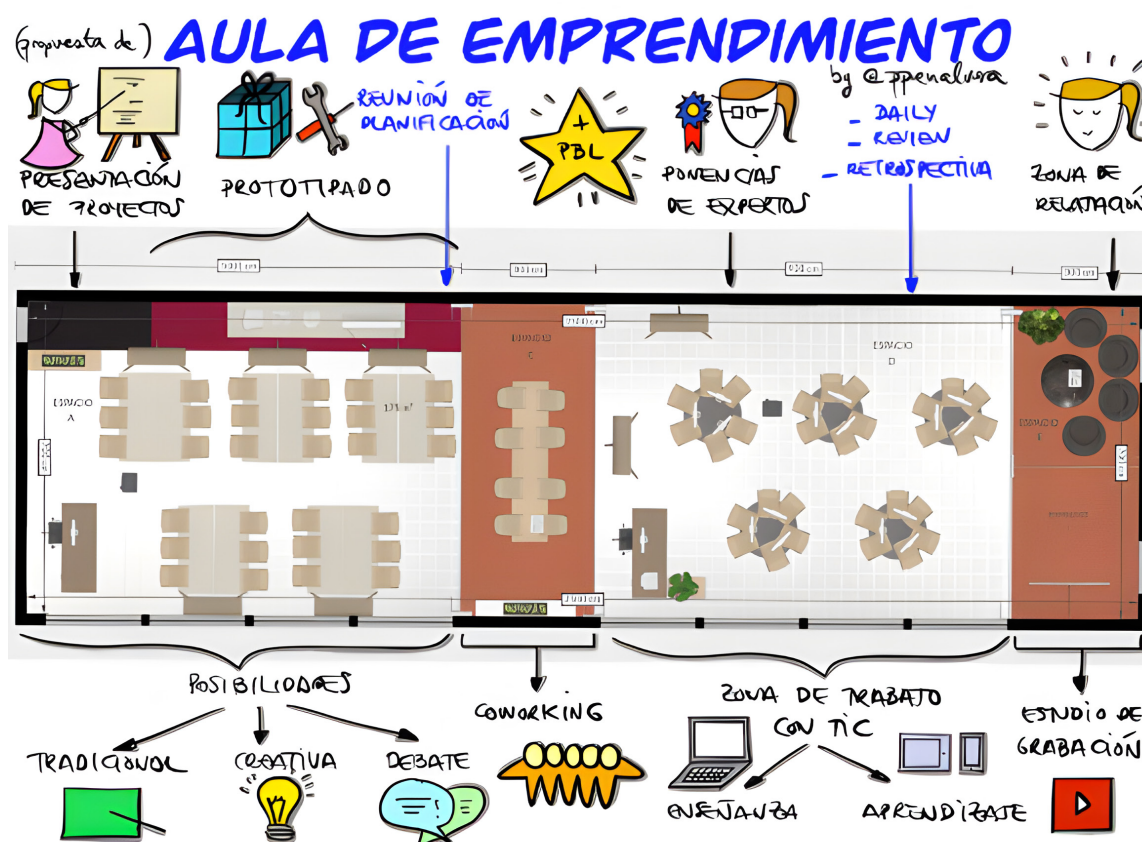 (propuesta de) AULA DE EMPRENDIMIENTO
by @ppenalvera
REUNIÓN DE
PLANIFICACIÓN
- DAILY
- REVIEW
- RETROSPECTIVA
+
PBL
PRESENTACIÓN
DE PROYECTOS
PROTOTIPADO
PONENCIAS
DE EXPERTOS
ZONA DE
RELAJACIÓN
ESPACIO
A
ESPACIO
D
POSIBILIDADES
TRADICIONAL
CREATIVA
DEBATE
COWORKING
ZONA DE TRABAJO
CON TIC
ENSEÑANZA
APRENDIZAJE
ESTUDIO DE
GRABACIÓN